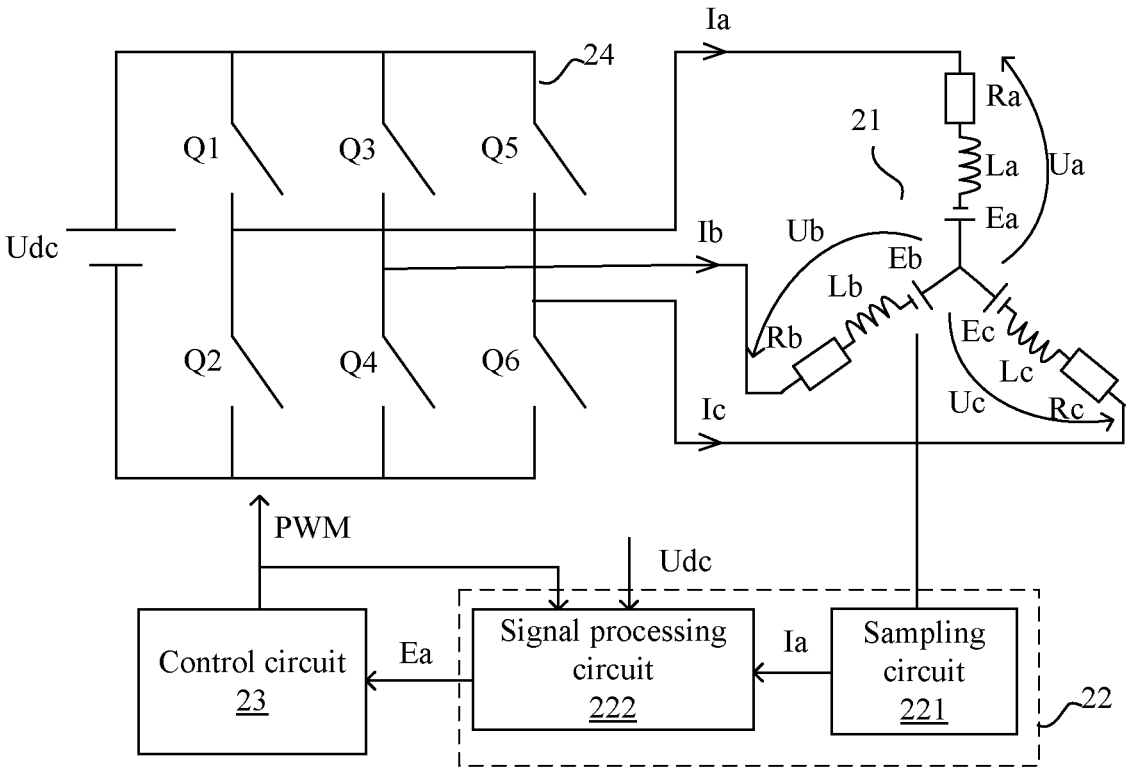 Ia
24
Ra
Q1
Q3
Q5
21
La
Ua
Ea
Udc
Ib
Ub
Eb
Lb
Rb
Ec
Lc
Rc
Uc
Q2
Q4
Q6
Ic
PWM
Udc
Control circuit
23
Ea
Signal processing
circuit
222
Ia
Sampling
circuit
221
22